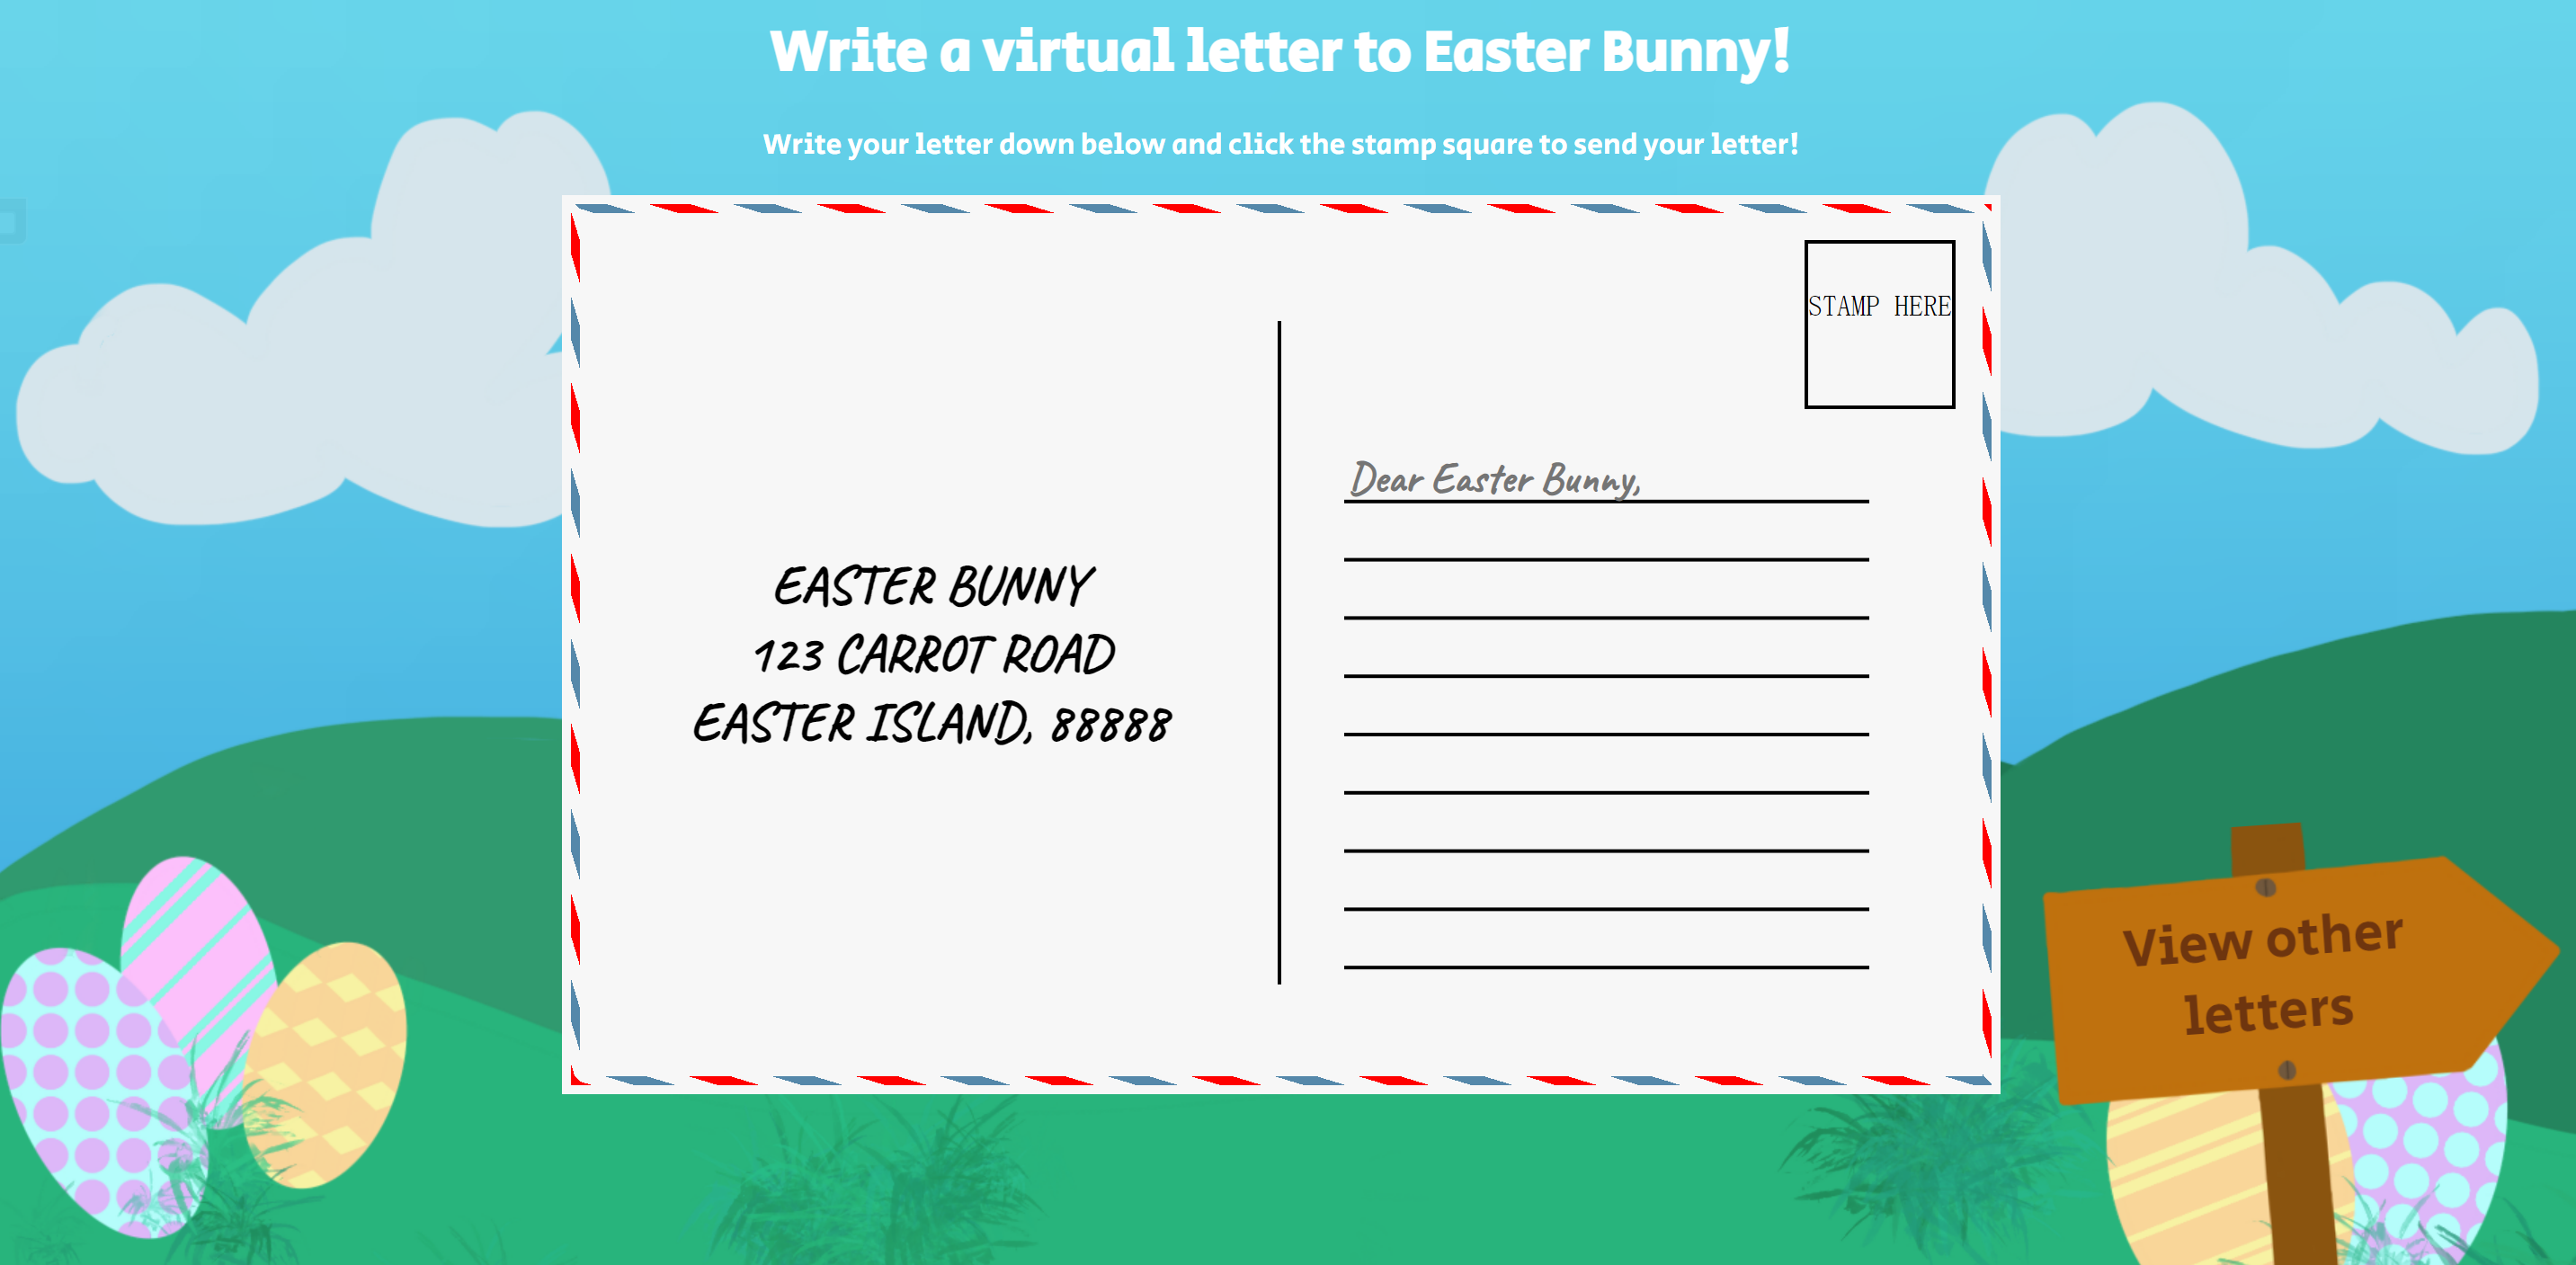 Write a virtual letter to Easter Bunny!
Write your letter down below and click the stamp square to send your letter!
STAMP HERE
EASTER BUNNY
123 CARROT ROAD
EASTER ISLAND, 88888
Dear Easter Bunny,
View other
letters